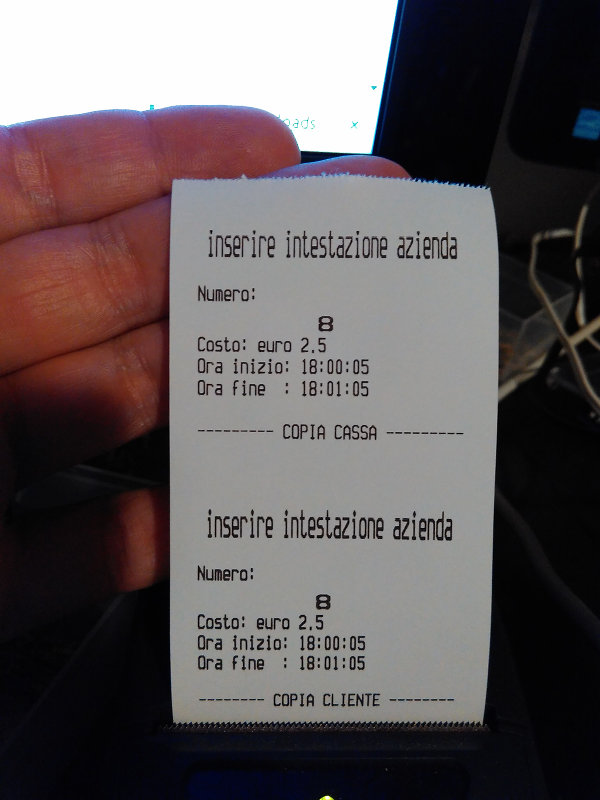 inserire intestazione azienda
Numero:
8
Costo: euro 2,5
Ora inizio: 18:00:05
Ora fine  : 18:01:05
--------- COPIA CASSA ---------
inserire intestazione azienda
Numero:
8
Costo: euro 2,5
Ora inizio: 18:00:05
Ora fine  : 18:01:05
-------- COPIA CLIENTE --------